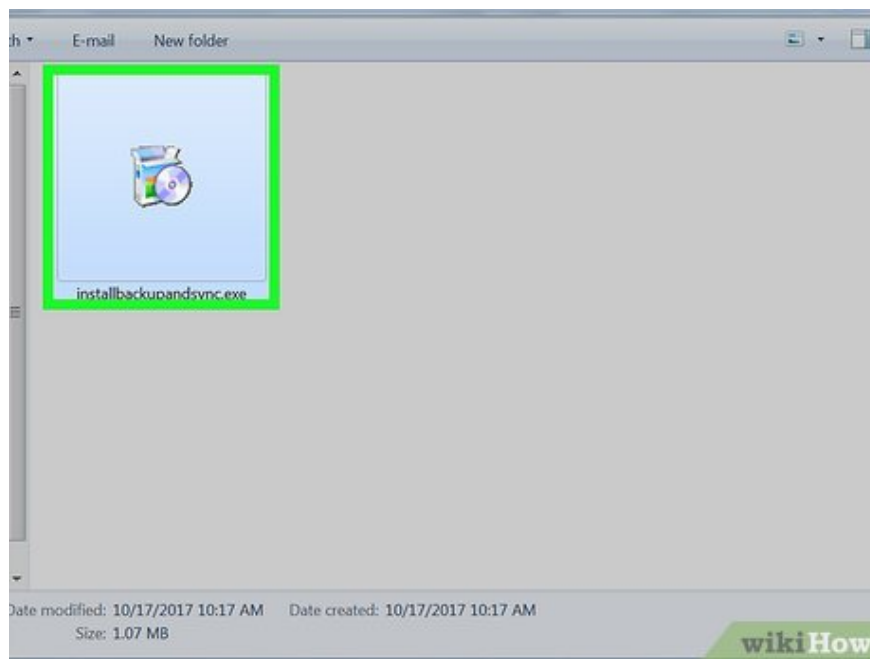 E-mail New folder
installbackupandsync.exe
Date modified: 10/17/2017 10:17 AM Date created: 10/17/2017 10:17 AM
Size: 1.07 MB
wikiHow